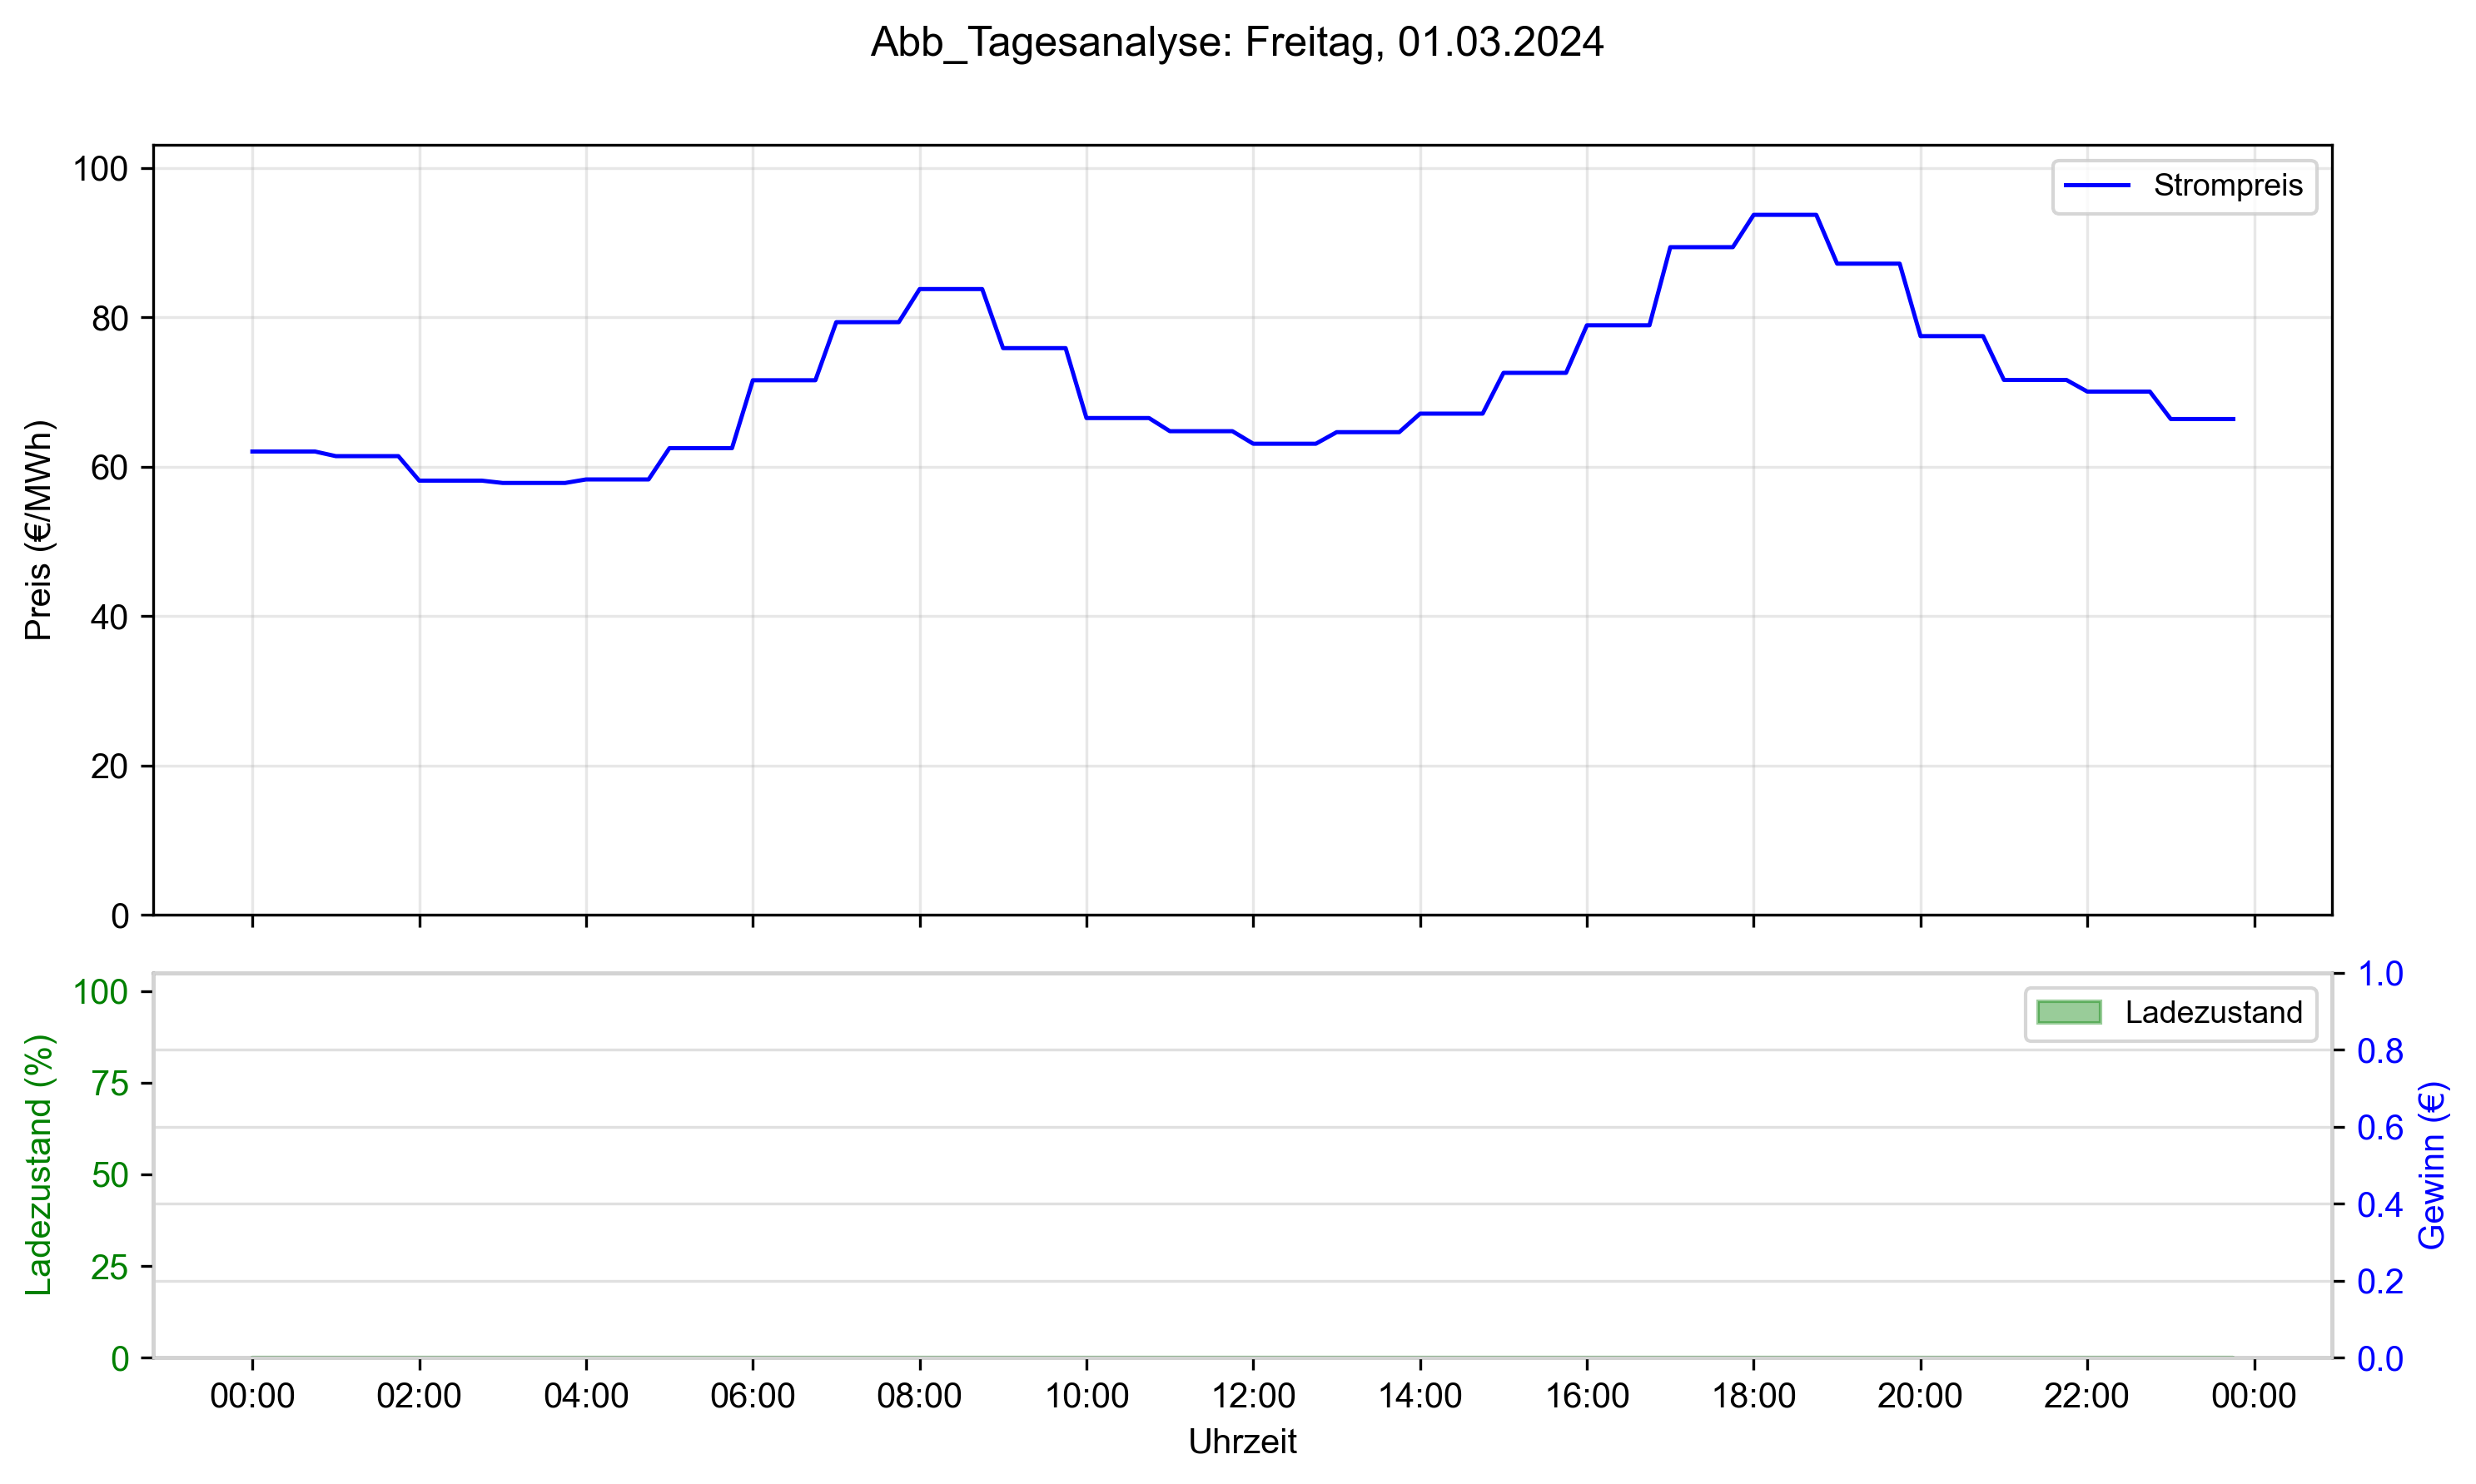 Abb_Tagesanalyse: Freitag, 01.03.2024
Strompreis
Preis (€/MWh)
100
80
60
40
20
0
Ladezustand
Ladezustand (%)
100
75
50
25
0
Gewinn (€)
1.0
0.8
0.6
0.4
0.2
0.0
00:00 02:00 04:00 06:00 08:00 10:00 12:00 14:00 16:00 18:00 20:00 22:00 00:00
Uhrzeit